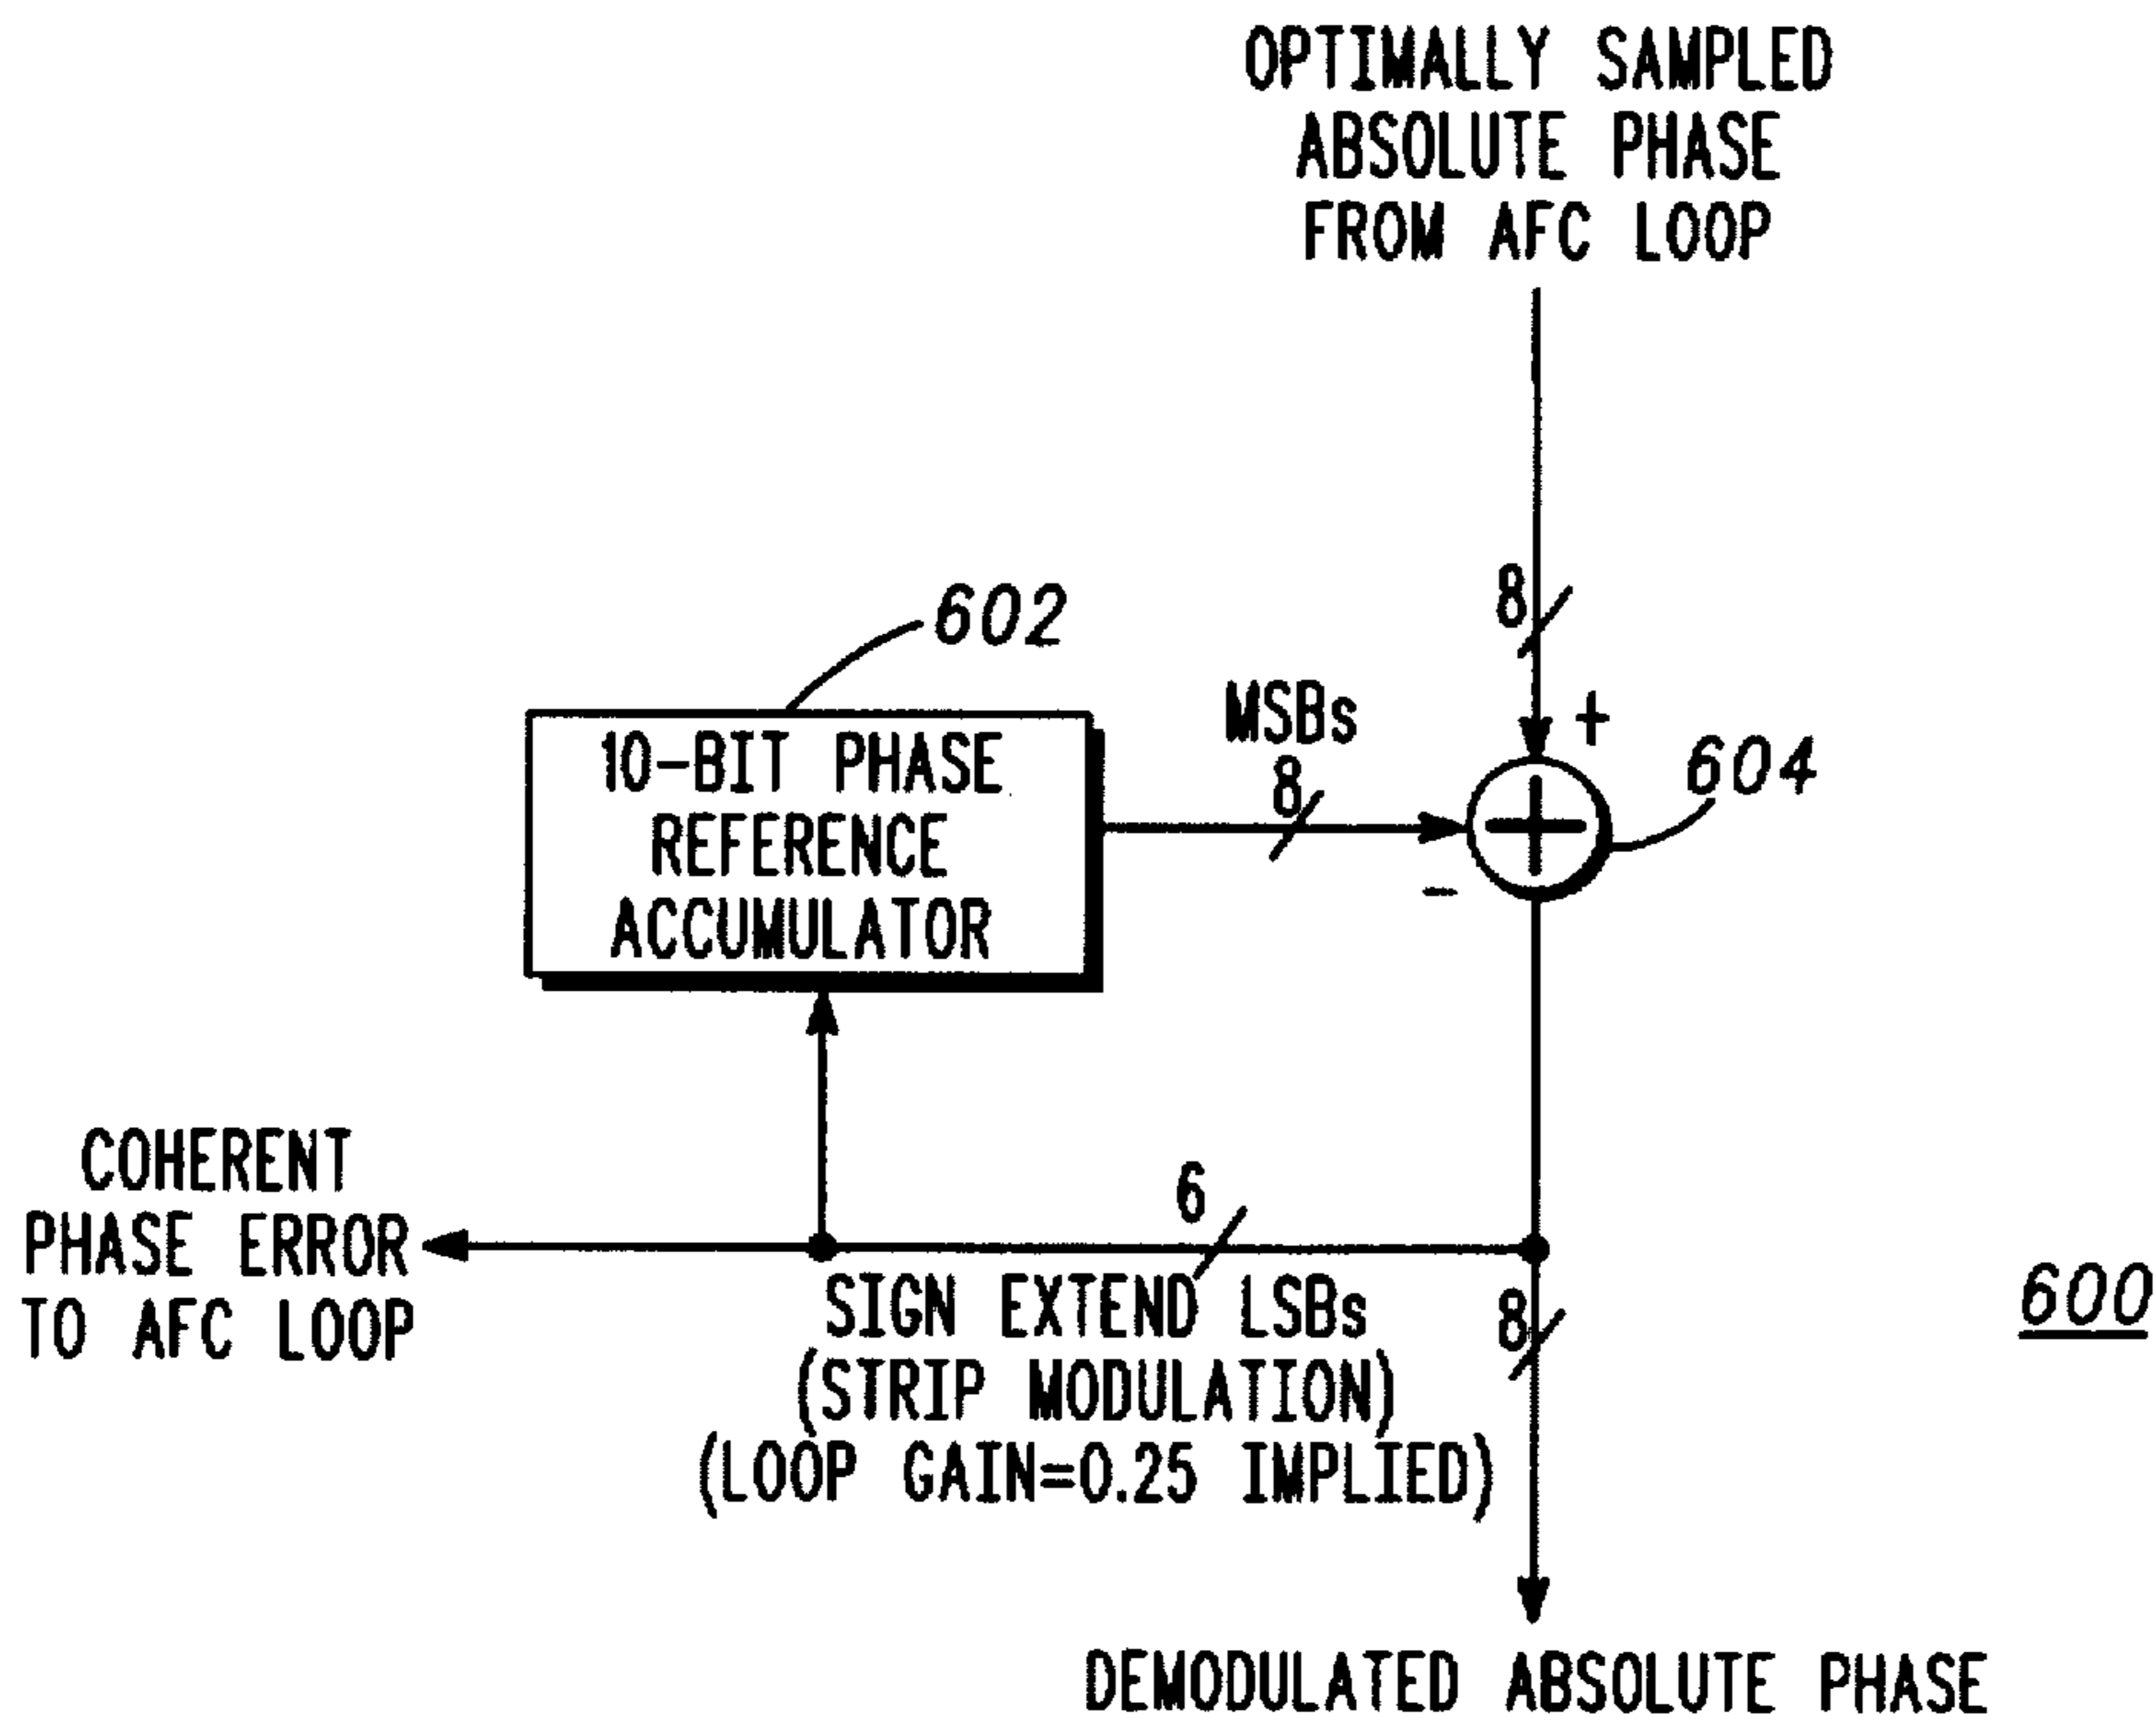 OPTIMALLY SAMPLED
ABSOLUTE PHASE
FROM AFC LOOP
8
602
MSBs
8
+
604
10-BIT PHASE
REFERENCE
ACCUMULATOR
-
COHERENT
PHASE ERROR
TO AFC LOOP
6
SIGN EXTEND LSBs
(STRIP MODULATION)
(LOOP GAIN=0.25 IMPLIED)
8
600
DEMODULATED ABSOLUTE PHASE